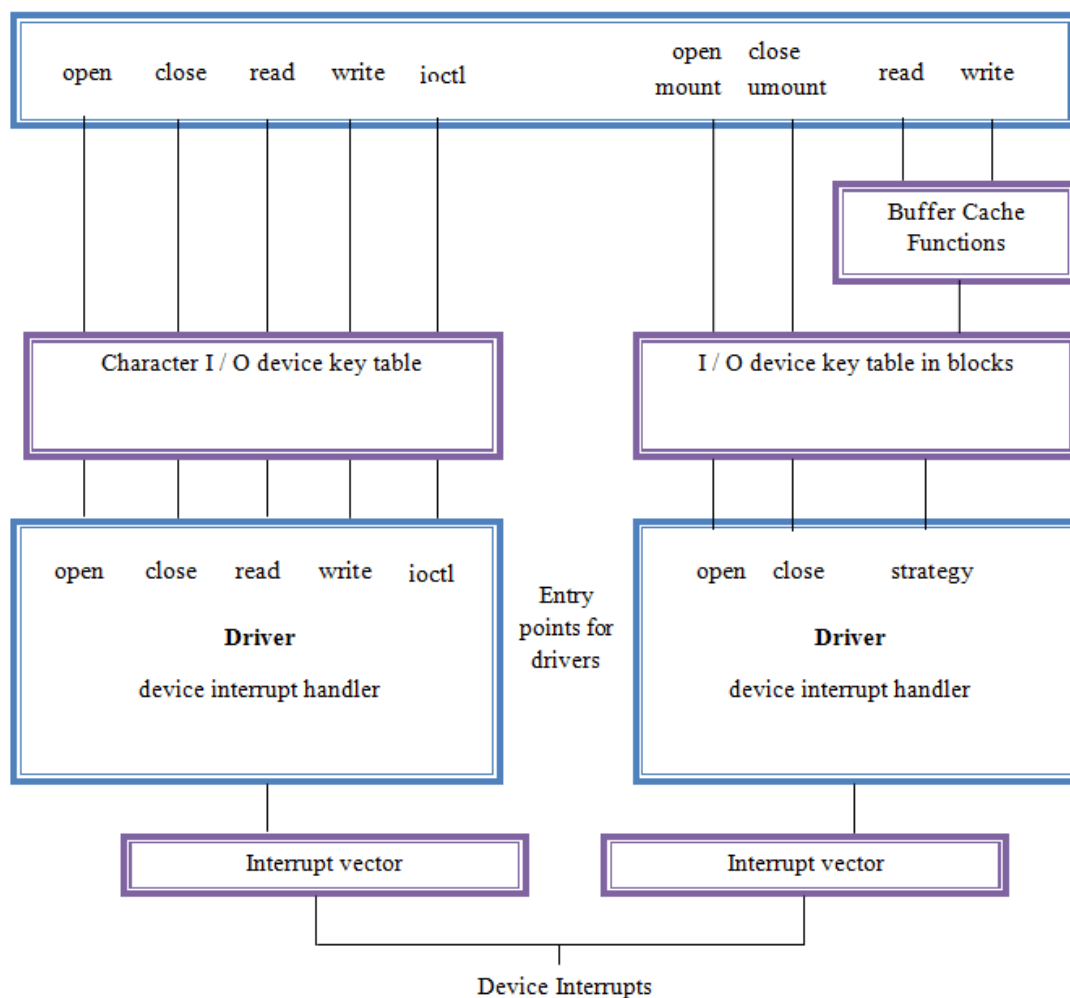 open close read write ioctl
open close
mount umount
read write
Buffer Cache
Functions
Character I / O device key table
I / O device key table in blocks
open close read write ioctl
Driver
device interrupt handler
Entry
points for
drivers
open close strategy
Driver
device interrupt handler
Interrupt vector
Interrupt vector
Device Interrupts